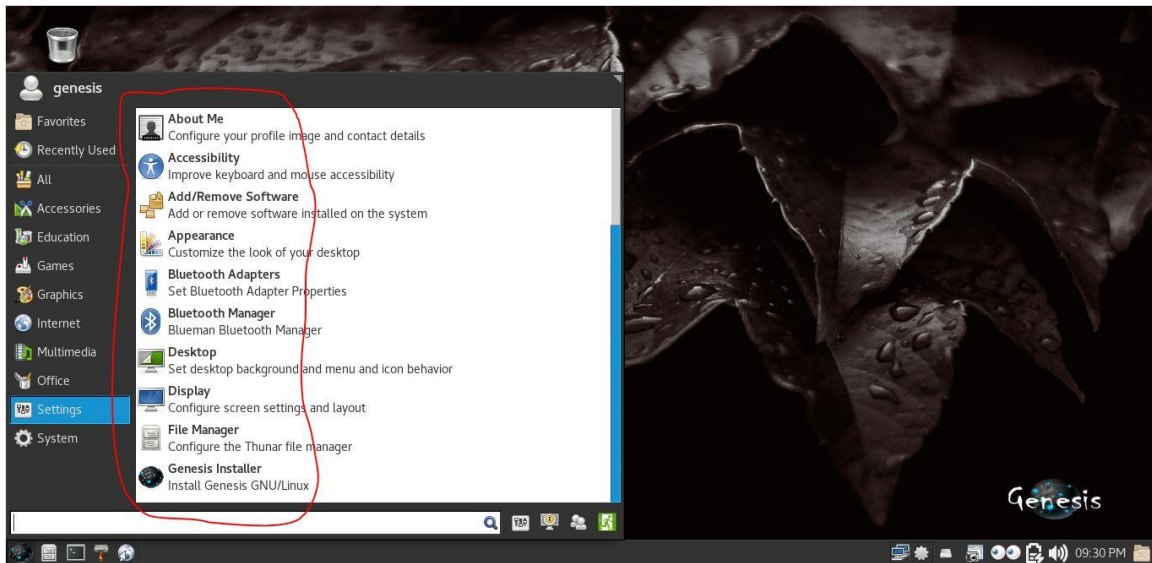 genesis
Favorites
Recently Used
All
Accessories
Education
Games
Graphics
Internet
Multimedia
Office
Settings
System
About Me
Configure your profile image and contact details
Accessibility
Improve keyboard and mouse accessibility
Add/Remove Software
Add or remove software installed on the system
Appearance
Customize the look of your desktop
Bluetooth Adapters
Set Bluetooth Adapter Properties
Bluetooth Manager
Blueman Bluetooth Manager
Desktop
Set desktop background and menu and icon behavior
Display
Configure screen settings and layout
File Manager
Configure the Thunar file manager
Genesis Installer
Install Genesis GNU/Linux
Genesis
09:30 PM